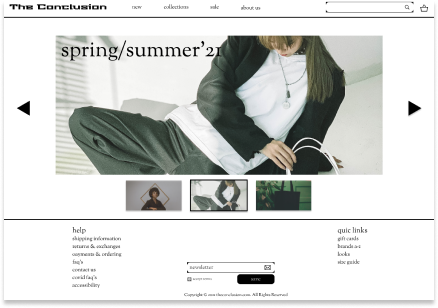 The Conclusion
new collections sale about us
spring/summer'21
help
shipping information
returns & exchanges
payments & ordering
faq's
contact us
covid faq's
accessibility
quic links
gift cards
brands a-z
looks
size guide
newsletter
accept terms
Copyright © 2021 theconclusion.com. All Rights Reserved